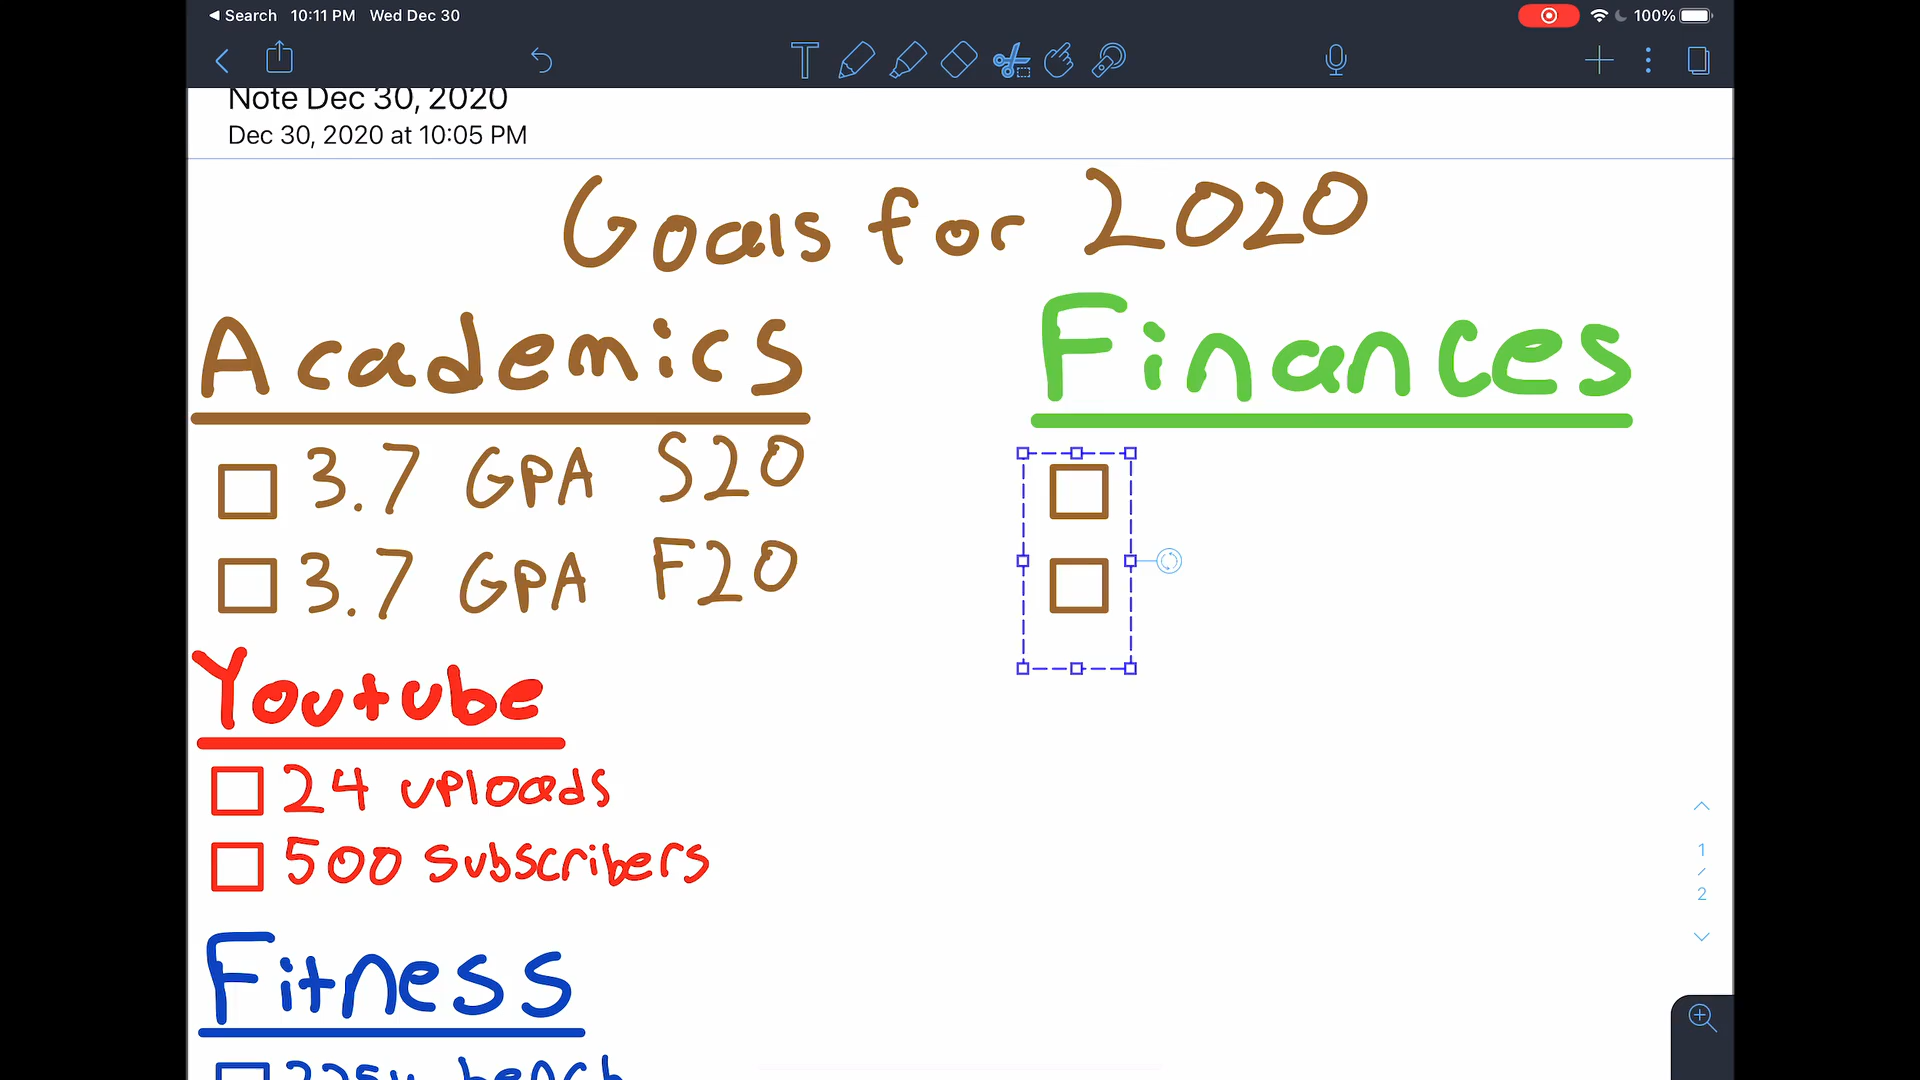 Search 10:11 PM Wed Dec 30 100%
Note Dec 30, 2020
Dec 30, 2020 at 10:05 PM
Goals for 2020
Academics
3.7 GPA S20
3.7 GPA F20
Youtube
24 uploads
500 subscribers
Fitness
bench
Finances
1
/
2